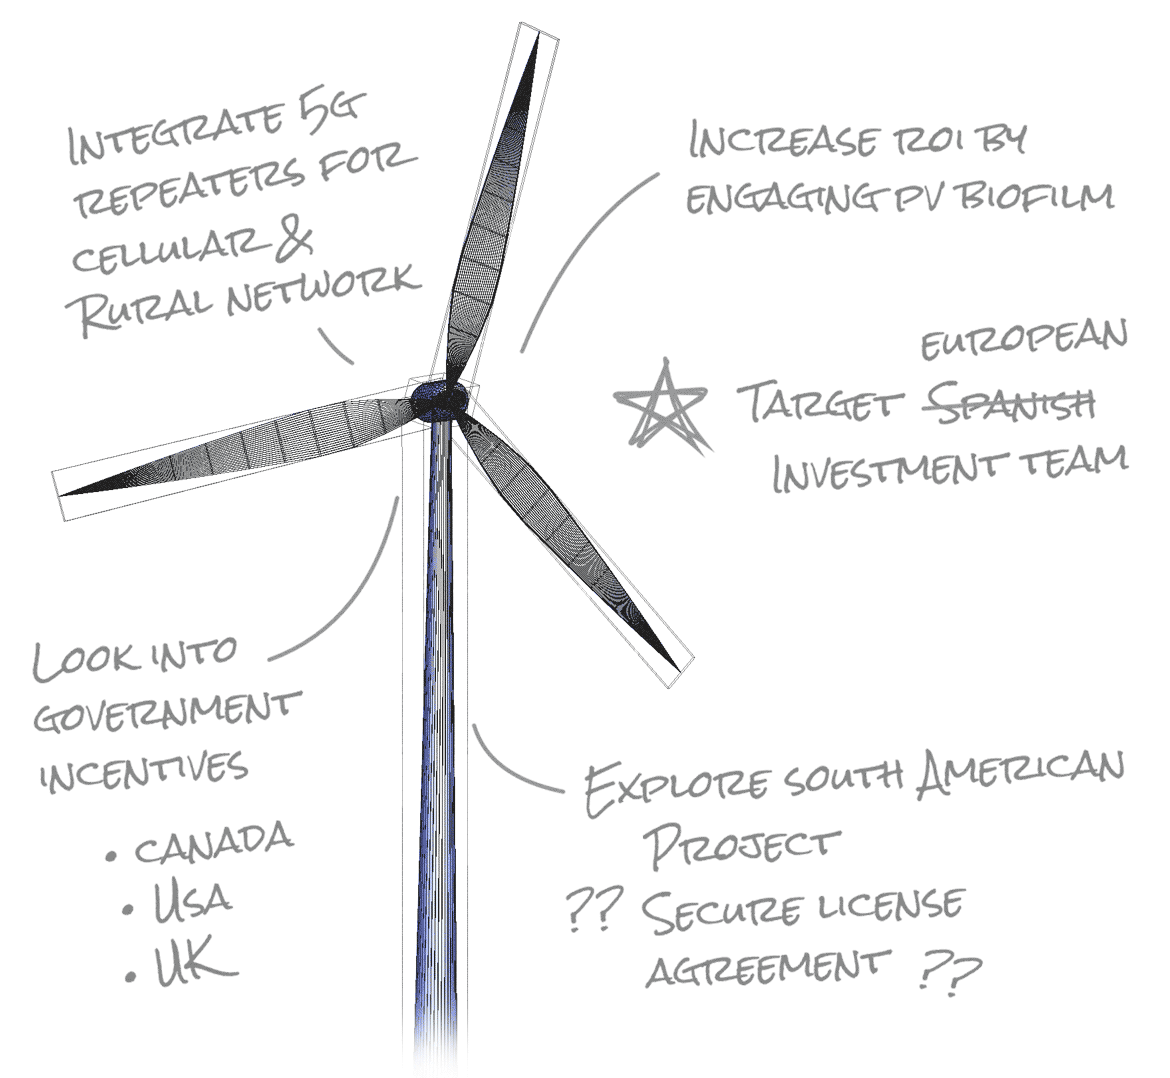 INTEGRATE 5G
REPEATERS FOR
CELLULAR &
RURAL NETWORK
INCREASE ROI BY
ENGAGING PV BIOFILM
EUROPEAN
TARGET SPANISH
INVESTMENT TEAM
LOOK INTO
GOVERNMENT
INCENTIVES
• CANADA
• USA
• UK
EXPLORE SOUTH AMERICAN
PROJECT
?? SECURE LICENSE
AGREEMENT ??